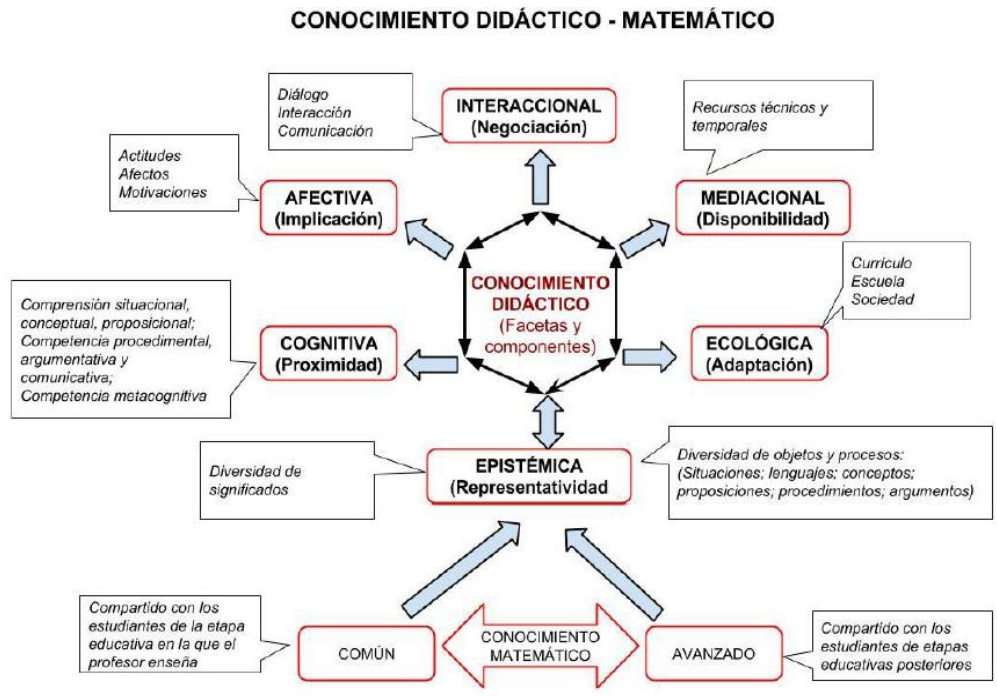 CONOCIMIENTO DIDÁCTICO - MATEMÁTICO
Diálogo
Interacción
Comunicación
INTERACCIONAL
(Negociación)
Recursos técnicos y
temporales
Actitudes
Afectos
Motivaciones
AFECTIVA
(Implicación)
MEDIACIONAL
(Disponibilidad)
CONOCIMIENTO
DIDÁCTICO
(Facetas y
componentes)
Currículo
Escuela
Sociedad
Comprensión situacional,
conceptual, proposicional;
Competencia procedimental,
argumentativa y
comunicativa;
Competencia metacognitiva
COGNITIVA
(Proximidad)
ECOLÓGICA
(Adaptación)
Diversidad de
significados
EPISTÉMICA
(Representatividad
Diversidad de objetos y procesos:
(Situaciones; lenguajes; conceptos;
proposiciones; procedimientos; argumentos)
Compartido con los
estudiantes de la etapa
educativa en la que el
profesor enseña
COMÚN
CONOCIMIENTO
MATEMÁTICO
AVANZADO
Compartido con los
estudiantes de etapas
educativas posteriores